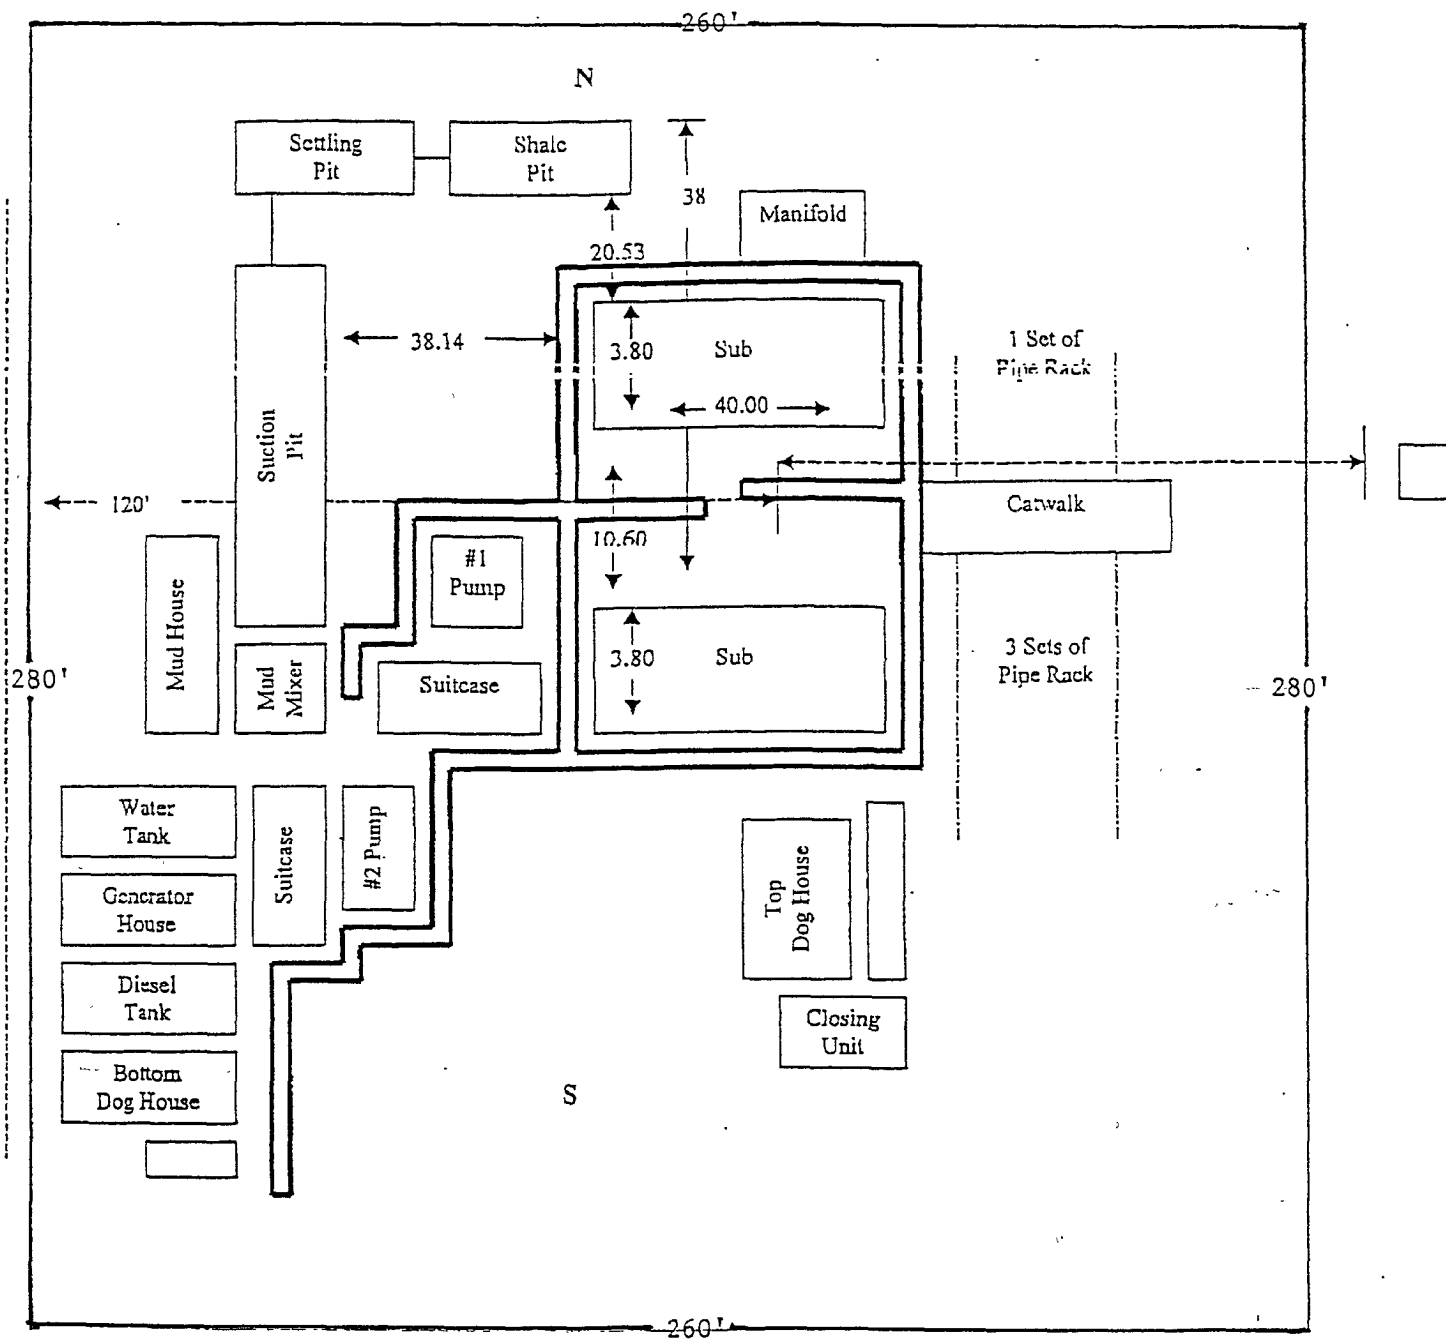 260'
N
Settling
Pit
Shale
Pit
38
Manifold
20.53
38.14
3.80
Sub
1 Set of
Pipe Rack
40.00
Suction
Pit
120'
Catwalk
10.60
#1
Pump
Mud House
3.80
Sub
3 Sets of
Pipe Rack
280'
Mud
Mixer
Suitcase
280'
Water
Tank
Suitcase
#2 Pump
Generator
House
Top
Dog House
Diesel
Tank
Closing
Unit
Bottom
Dog House
S
260'